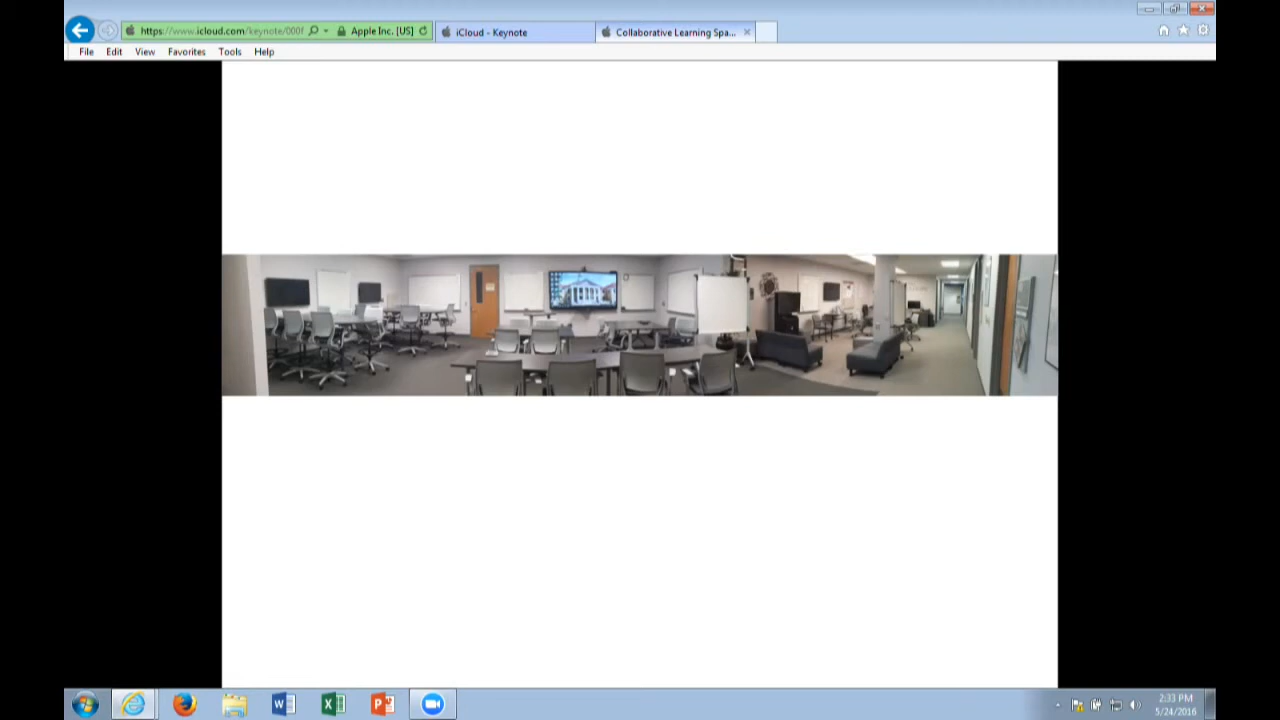 https://www.icloud.com/keynote/000f
Apple Inc. [US]
iCloud - Keynote
Collaborative Learning Spa...
File Edit View Favorites Tools Help
2:33 PM
5/24/2016